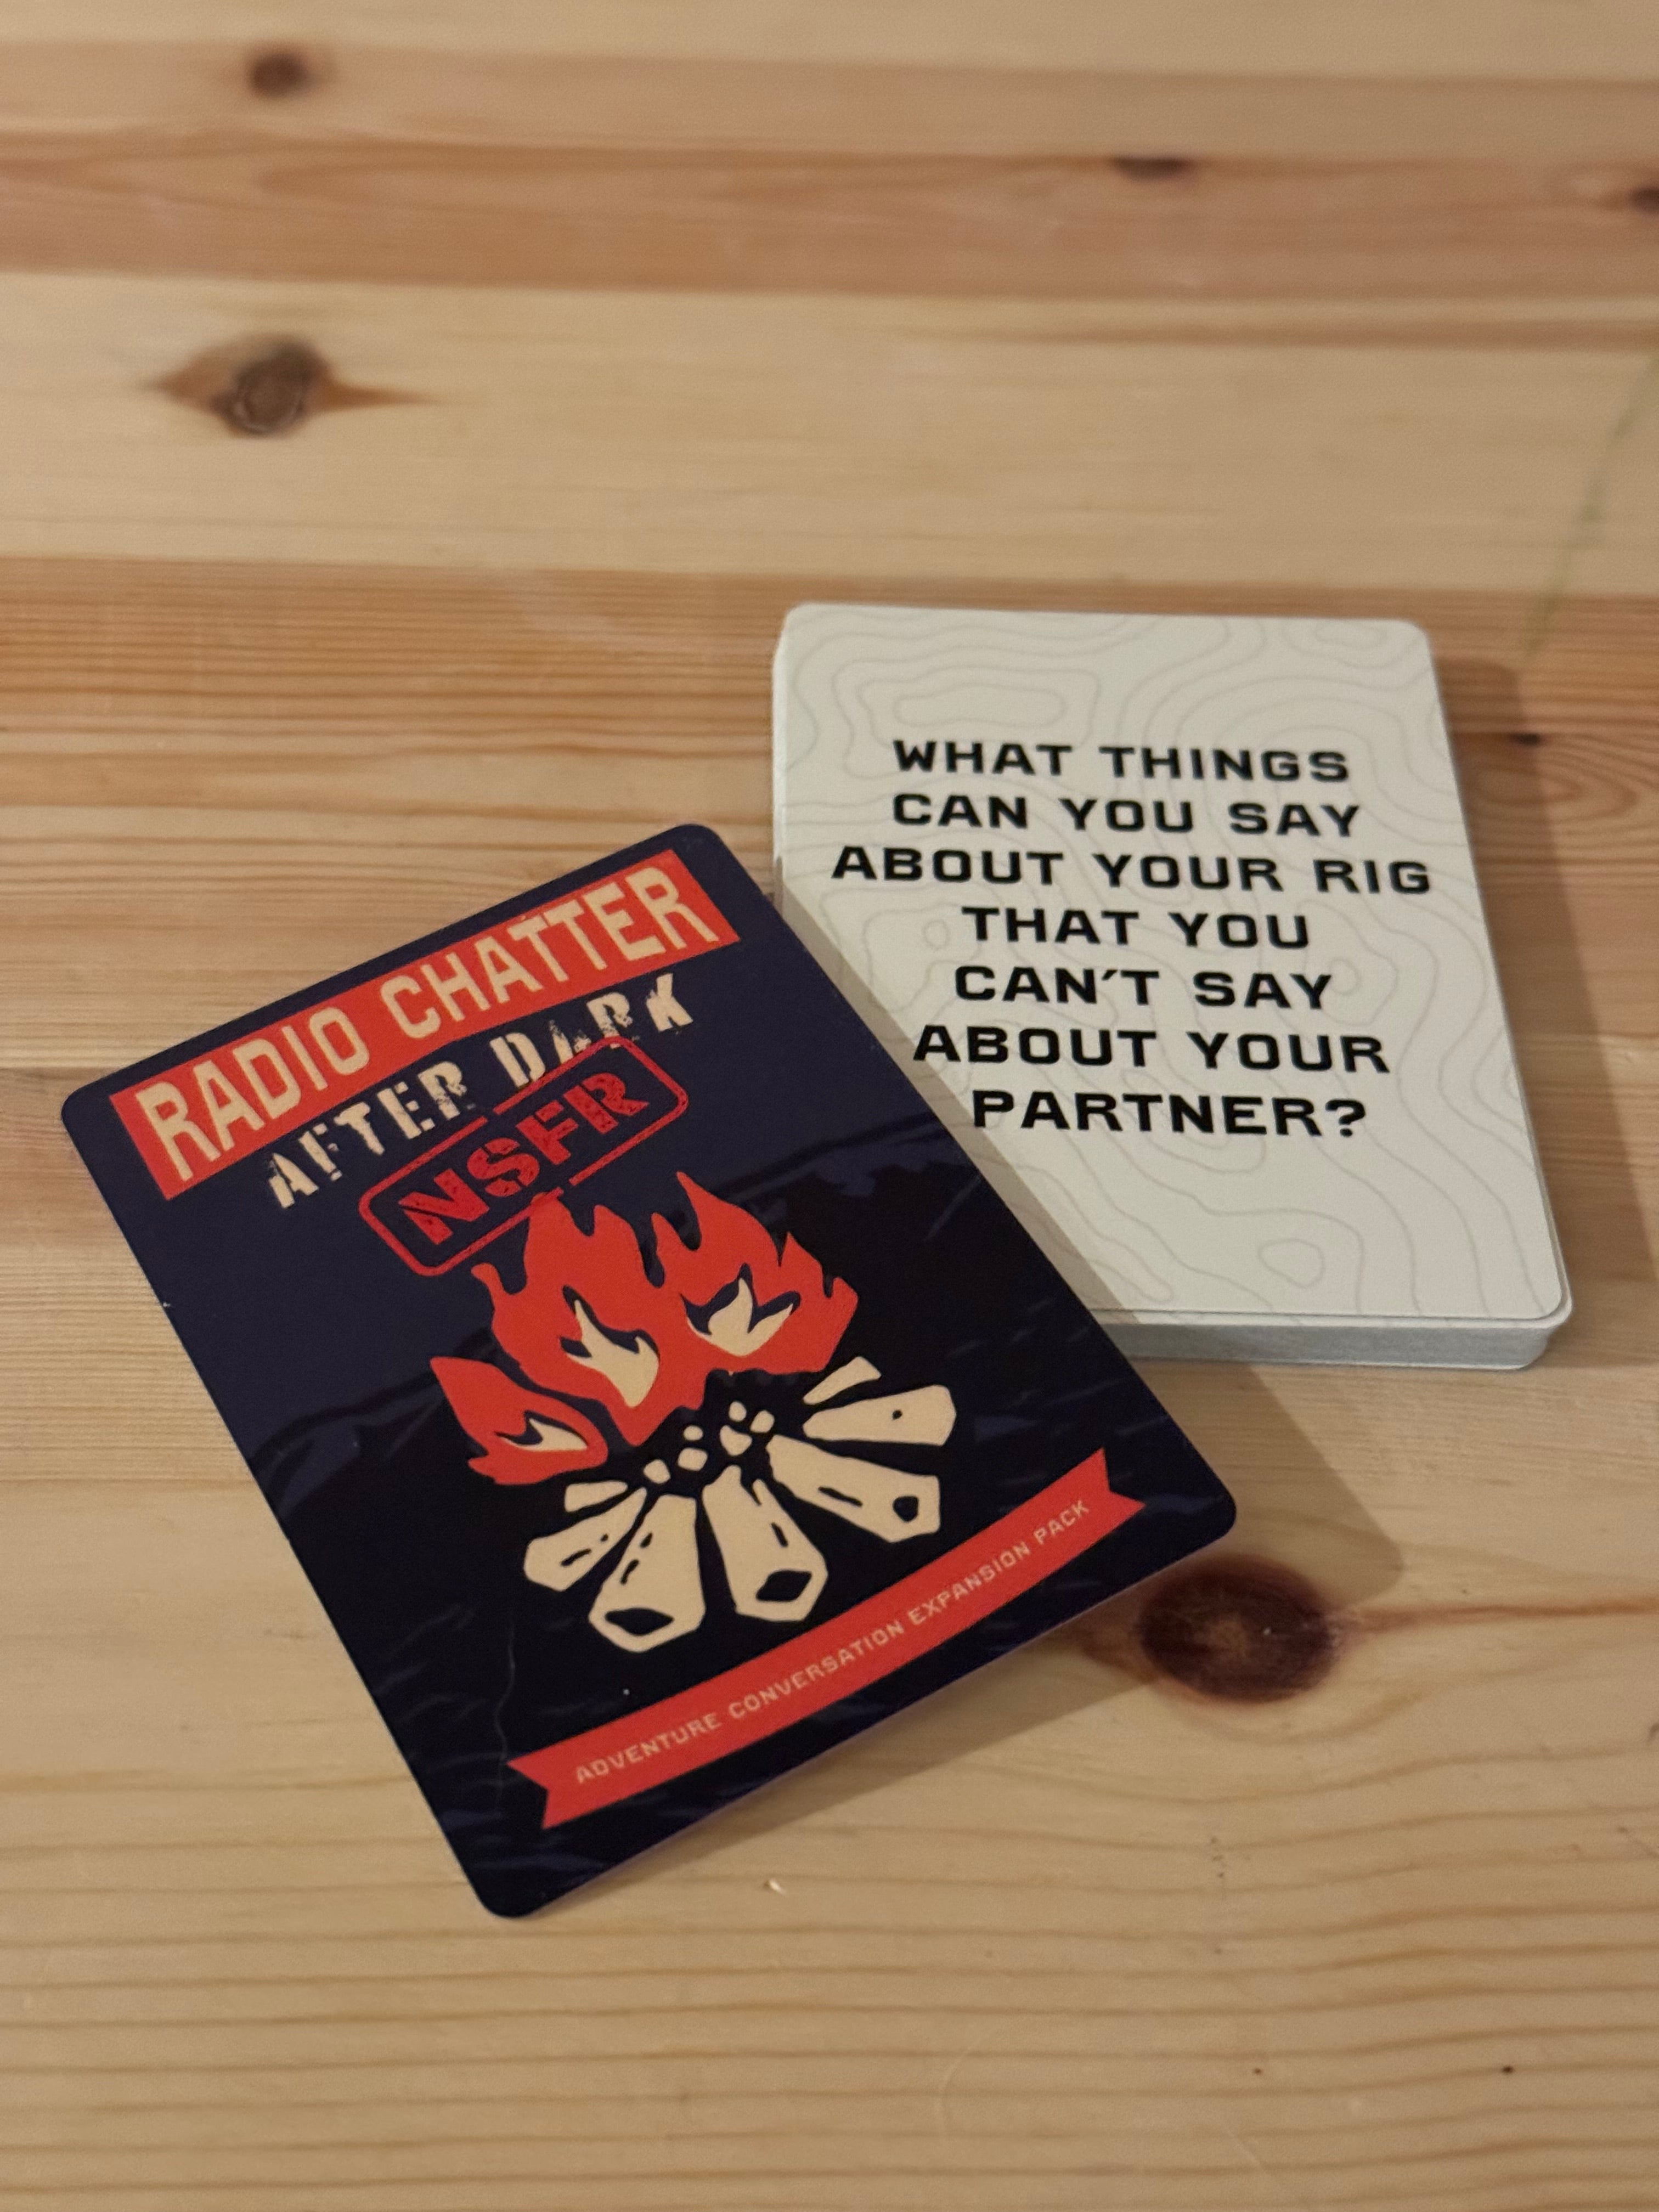 RADIO CHATTER
AFTER DARK
NSFR
ADVENTURE CONVERSATION EXPANSION PACK
WHAT THINGS
CAN YOU SAY
ABOUT YOUR RIG
THAT YOU
CAN'T SAY
ABOUT YOUR
PARTNER?